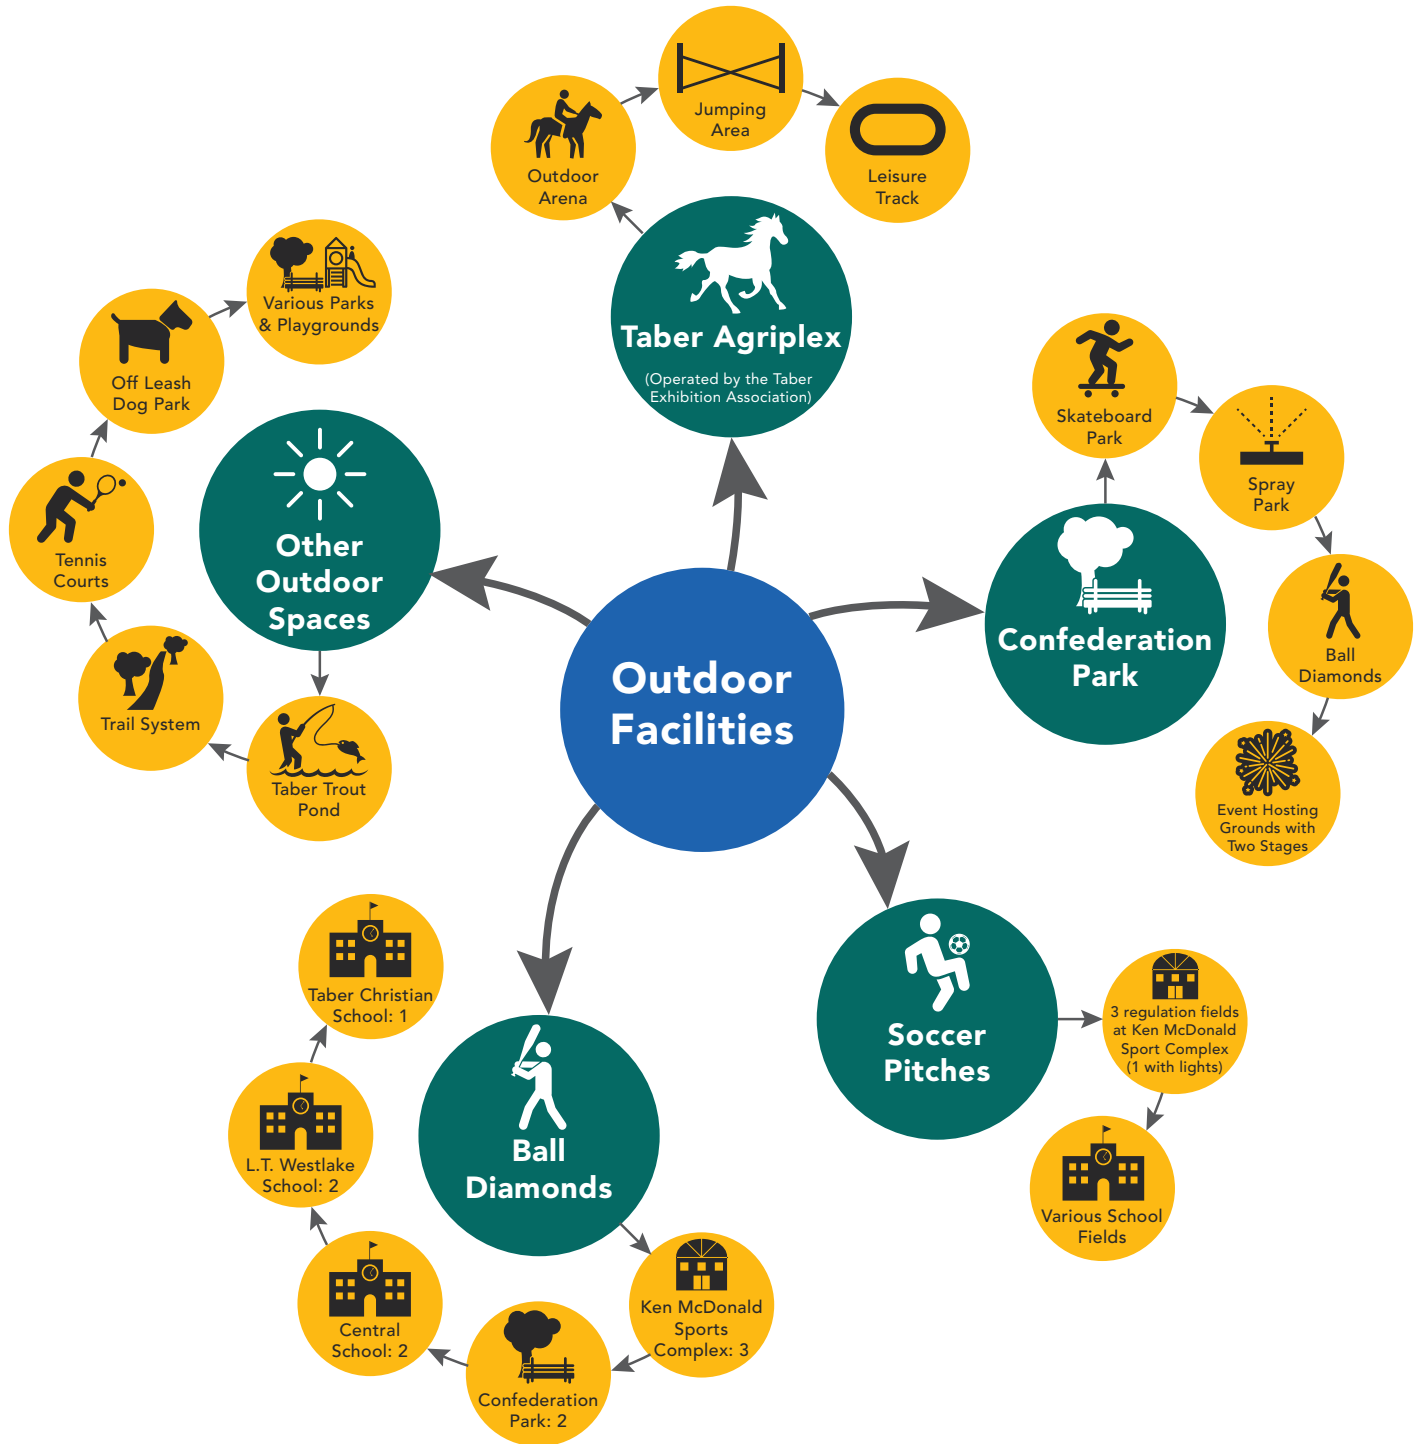 Jumping
Area
Outdoor
Arena
Leisure
Track
Taber Agriplex
(Operated by the Taber
Exhibition Association)
Various Parks
& Playgrounds
Off Leash
Dog Park
Tennis
Courts
Trail System
Taber Trout
Pond
Other
Outdoor
Spaces
Outdoor
Facilities
Skateboard
Park
Spray
Park
Ball
Diamonds
Event Hosting
Grounds with
Two Stages
Confederation
Park
Soccer
Pitches
3 regulation fields
at Ken McDonald
Sport Complex
(1 with lights)
Various School
Fields
Taber Christian
School: 1
L.T. Westlake
School: 2
Central
School: 2
Confederation
Park: 2
Ken McDonald
Sports
Complex: 3
Ball
Diamonds